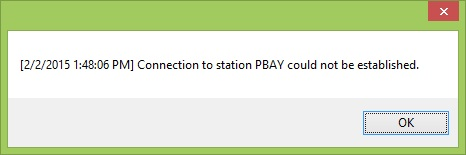 [2/2/2015 1:48:06 PM] Connection to station PBAY could not be established.
OK